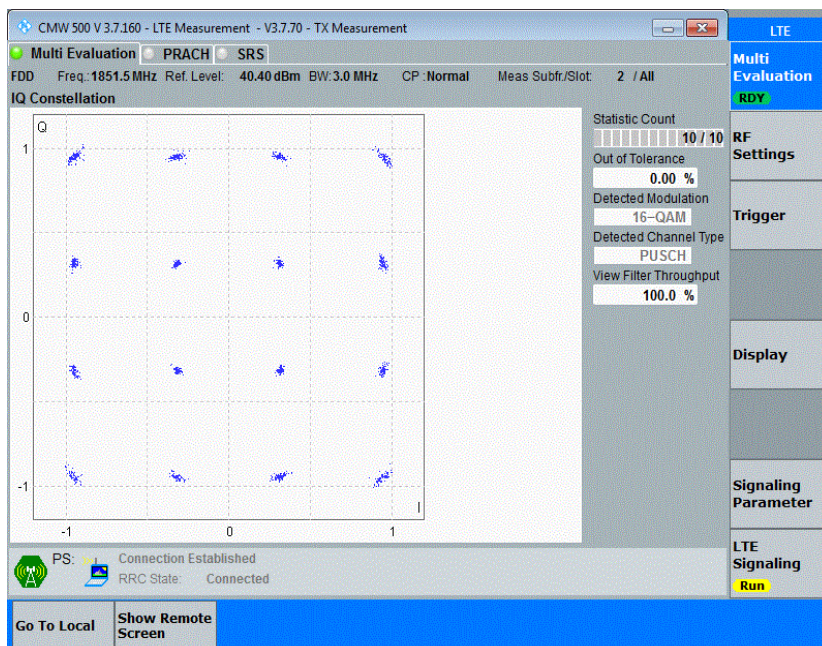 CMW 500 V 3.7.160 - LTE Measurement - V3.7.70 - TX Measurement
LTE
Multi Evaluation PRACH SRS
FDD Freq.: 1851.5 MHz Ref. Level: 40.40 dBm BW: 3.0 MHz CP : Normal Meas Subfr./Slot: 2 / All
IQ Constellation
Q
1
0
-1
-1 0 1
I
Statistic Count
10 / 10
Out of Tolerance
0.00 %
Detected Modulation
16-QAM
Detected Channel Type
PUSCH
View Filter Throughput
100.0 %
Multi
Evaluation
RDY
RF
Settings
Trigger
Display
Signaling
Parameter
LTE
Signaling
Run
PS: Connection Established
RRC State: Connected
Go To Local
Show Remote
Screen